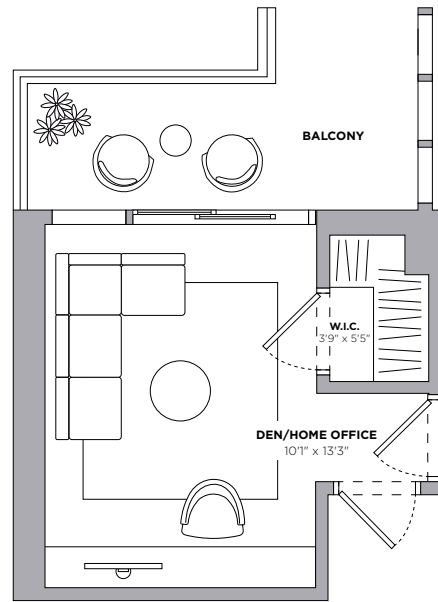 BALCONY
W.I.C.
3'9" x 5'5"
DEN/HOME OFFICE
10'1" x 13'3"